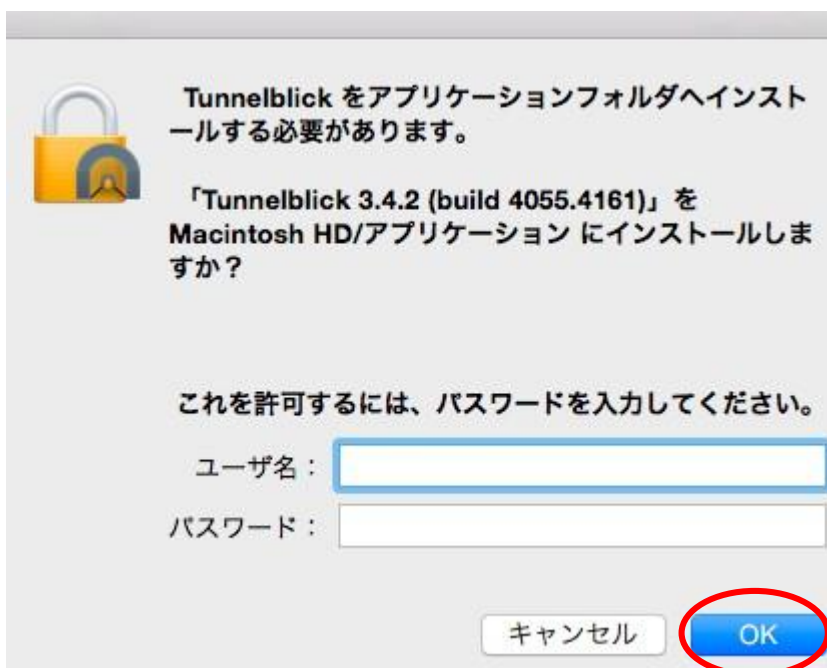 Tunnelblick をアプリケーションフォルダへインスト
ールする必要があります。
「Tunnelblick 3.4.2 (build 4055.4161)」を
Macintosh HD/アプリケーション にインストールしま
すか？
これを許可するには、パスワードを入力してください。
ユーザ名：
パスワード：
キャンセル OK